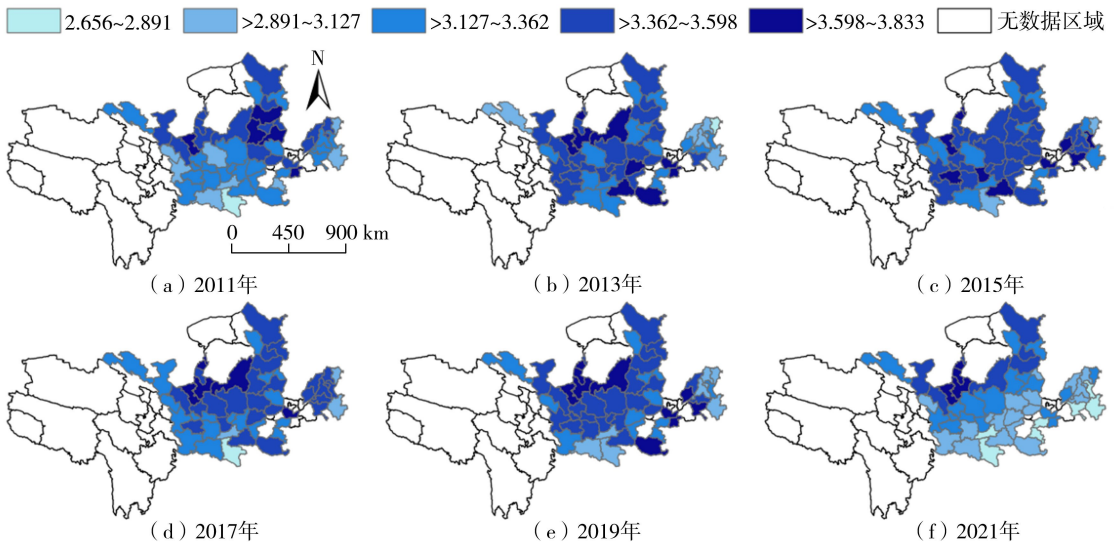 2.656~2.891 >2.891~3.127 >3.127~3.362 >3.362~3.598 >3.598~3.833 无数据区域
N
0 450 900 km
(a) 2011年 (b) 2013年 (c) 2015年
(d) 2017年 (e) 2019年 (f) 2021年